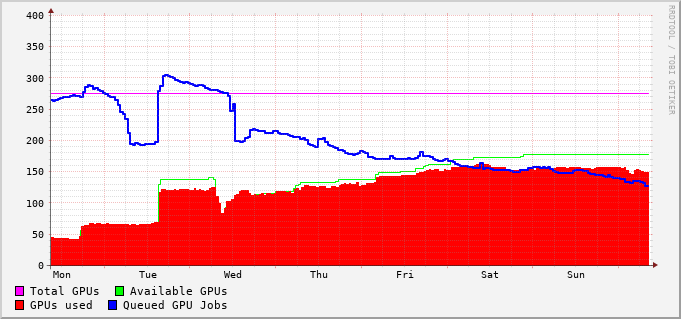 400
350
300
250
200
150
100
50
0
Mon Tue Wed Thu Fri Sat Sun
Total GPUs Available GPUs
GPUs used Queued GPU Jobs
RRDTOOL / TOBI OETIKER